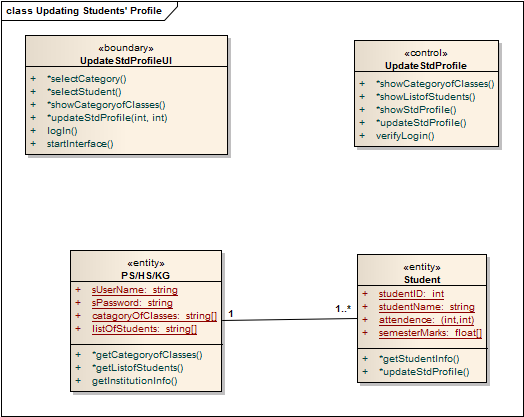 class Updating Students' Profile
«boundary»
UpdateStdProfileUI
+ *selectCategory()
+ *selectStudent()
+ *showCategoryofClasses()
+ *updateStdProfile(int, int)
+ logIn()
+ startInterface()
«control»
UpdateStdProfile
+ *showCategoryofClasses()
+ *showListofStudents()
+ *showStdProfile()
+ *updateStdProfile()
+ verifyLogin()
«entity»
PS/HS/KG
+ sUserName: string
+ sPassword: string
+ catagoryOfClasses: string[]
+ listOfStudents: string[]
+ *getCategoryofClasses()
+ *getListofStudents()
+ getInstitutionInfo()
1
1..*
«entity»
Student
+ studentID: int
+ studentName: string
+ attendence: (int,int)
+ semesterMarks: float[]
+ *getStudentInfo()
+ *updateStdProfile()